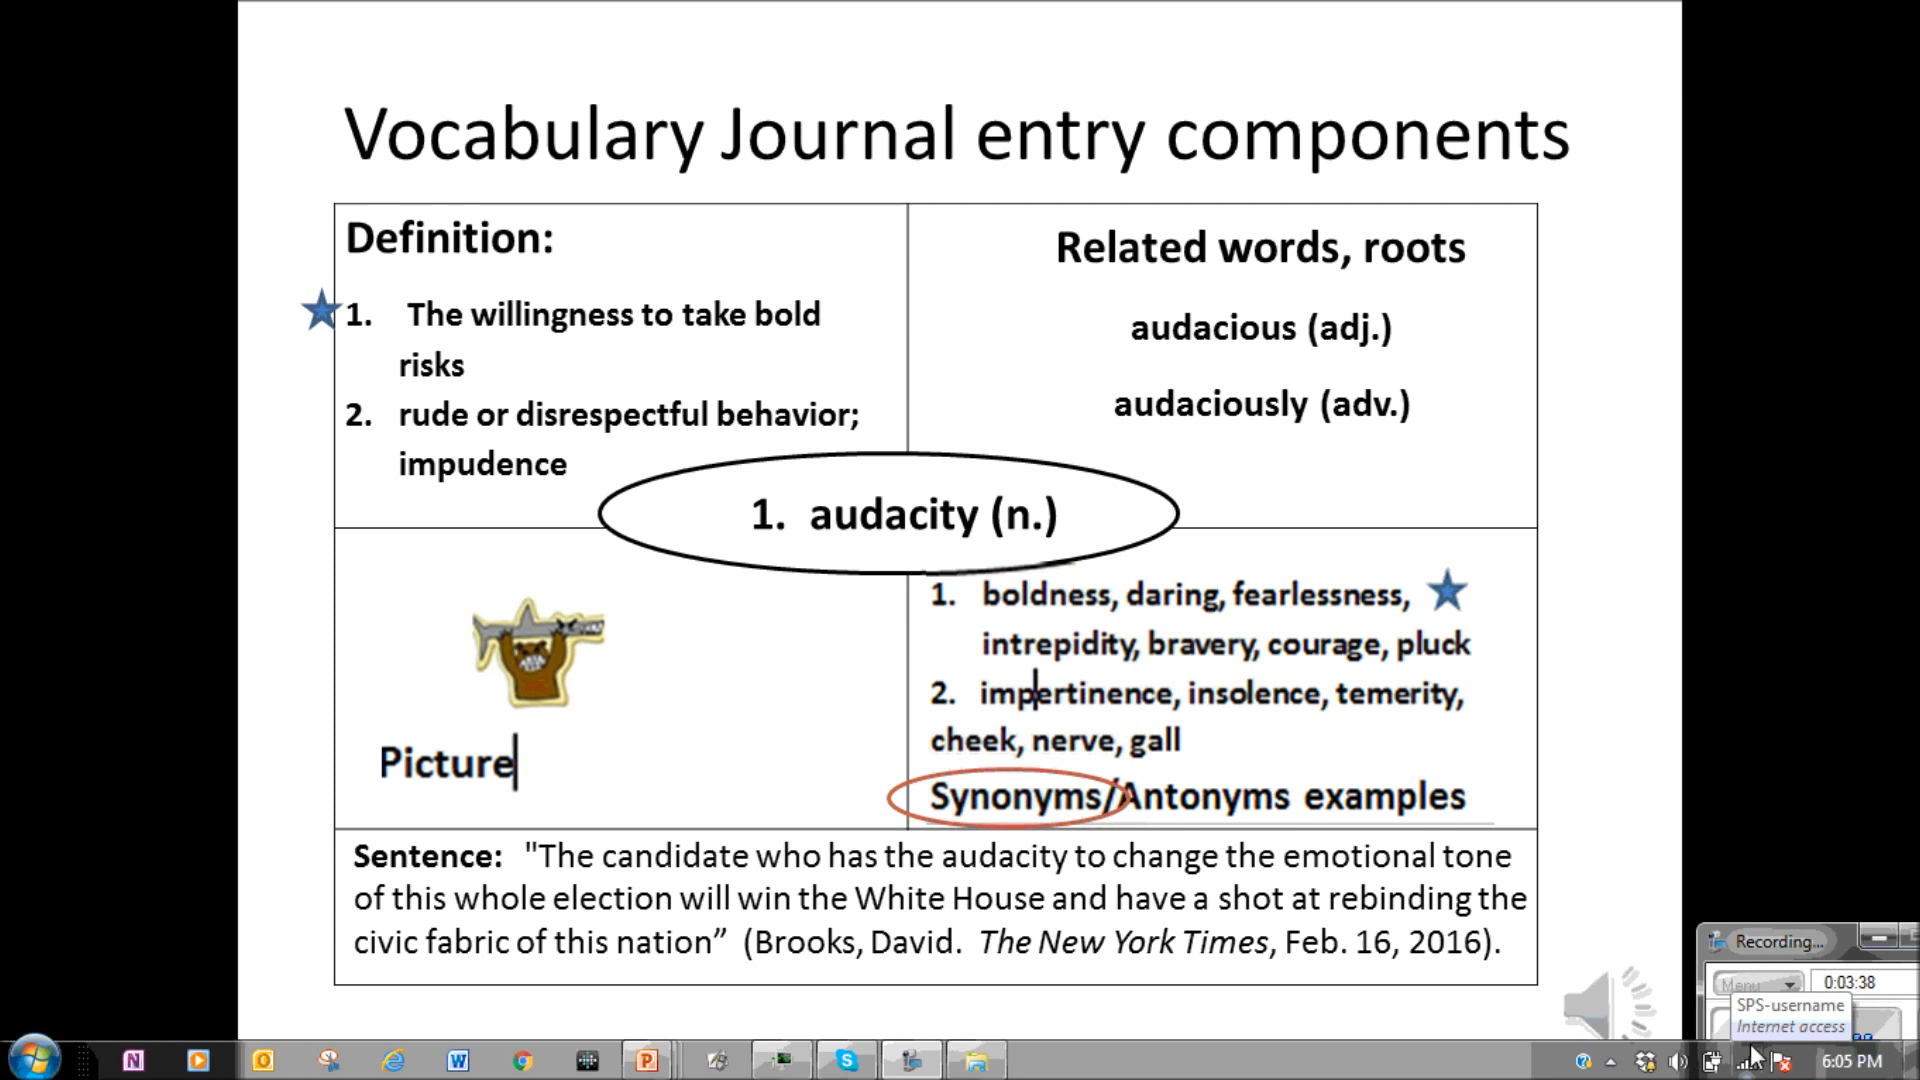 Vocabulary Journal entry components
Definition:
1. The willingness to take bold
risks
2. rude or disrespectful behavior;
impudence
Related words, roots
audacious (adj.)
audaciously (adv.)
1. audacity (n.)
Picture
1. boldness, daring, fearlessness,
intrepidity, bravery, courage, pluck
2. impertinence, insolence, temerity,
cheek, nerve, gall
Synonyms/Antonyms examples
Sentence: "The candidate who has the audacity to change the emotional tone
of this whole election will win the White House and have a shot at rebinding the
civic fabric of this nation” (Brooks, David. The New York Times, Feb. 16, 2016).
Recording...
Menu
0:03:38
SPS-username
Internet access
6:05 PM